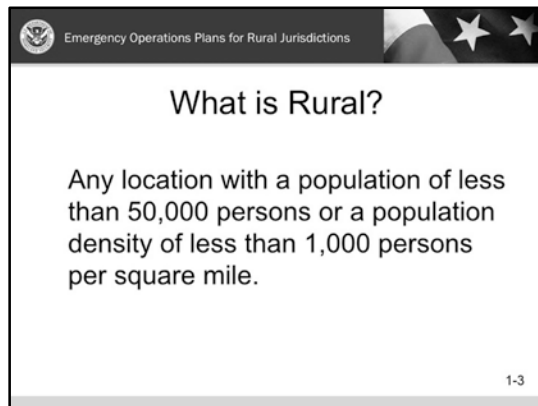 Emergency Operations Plans for Rural Jurisdictions
What is Rural?
Any location with a population of less
than 50,000 persons or a population
density of less than 1,000 persons
per square mile.
1-3